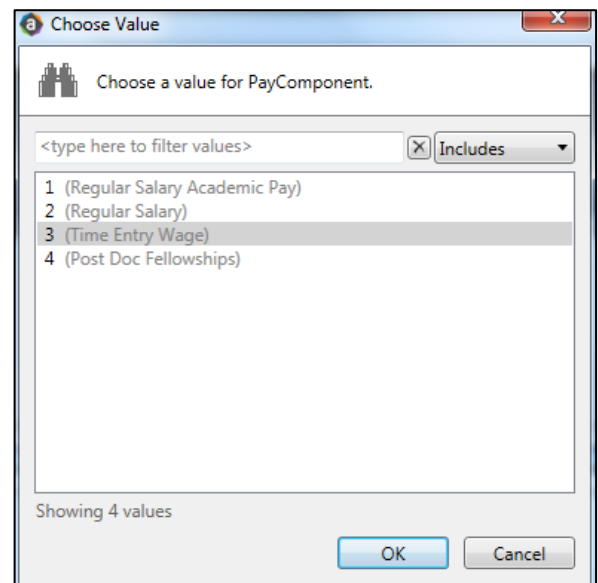 Choose Value
Choose a value for PayComponent.
<type here to filter values>
Includes
1 (Regular Salary Academic Pay)
2 (Regular Salary)
3 (Time Entry Wage)
4 (Post Doc Fellowships)
Showing 4 values
OK Cancel